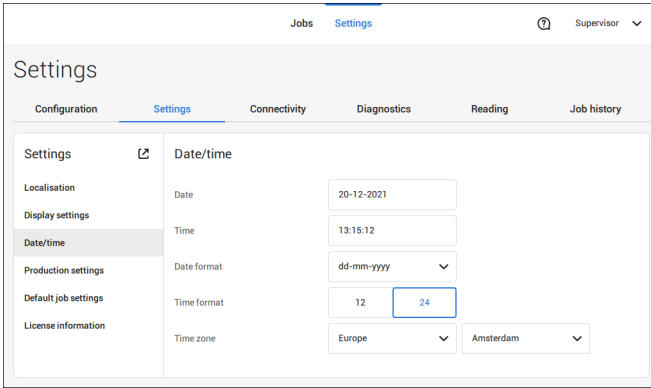 Jobs Settings Supervisor
Settings
Configuration Settings Connectivity Diagnostics Reading Job history
Settings Date/time
Localisation
Date 20-12-2021
Display settings
Time 13:15:12
Date/time
Production settings
Date format dd-mm-yyyy
Default job settings
Time format 12 24
License information
Time zone Europe Amsterdam